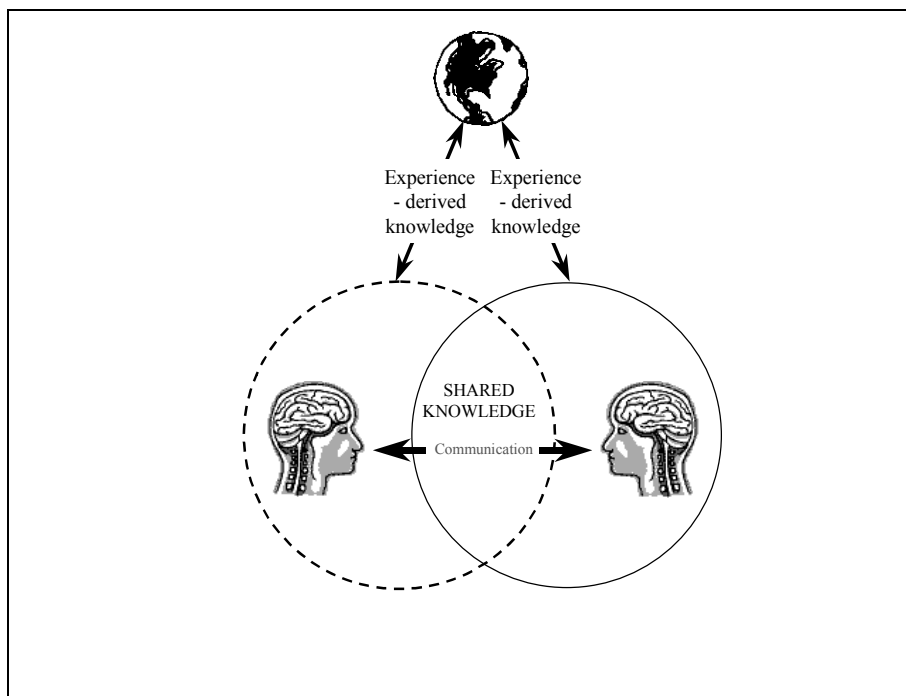 Experience
- derived
knowledge
Experience
- derived
knowledge
SHARED
KNOWLEDGE
Communication